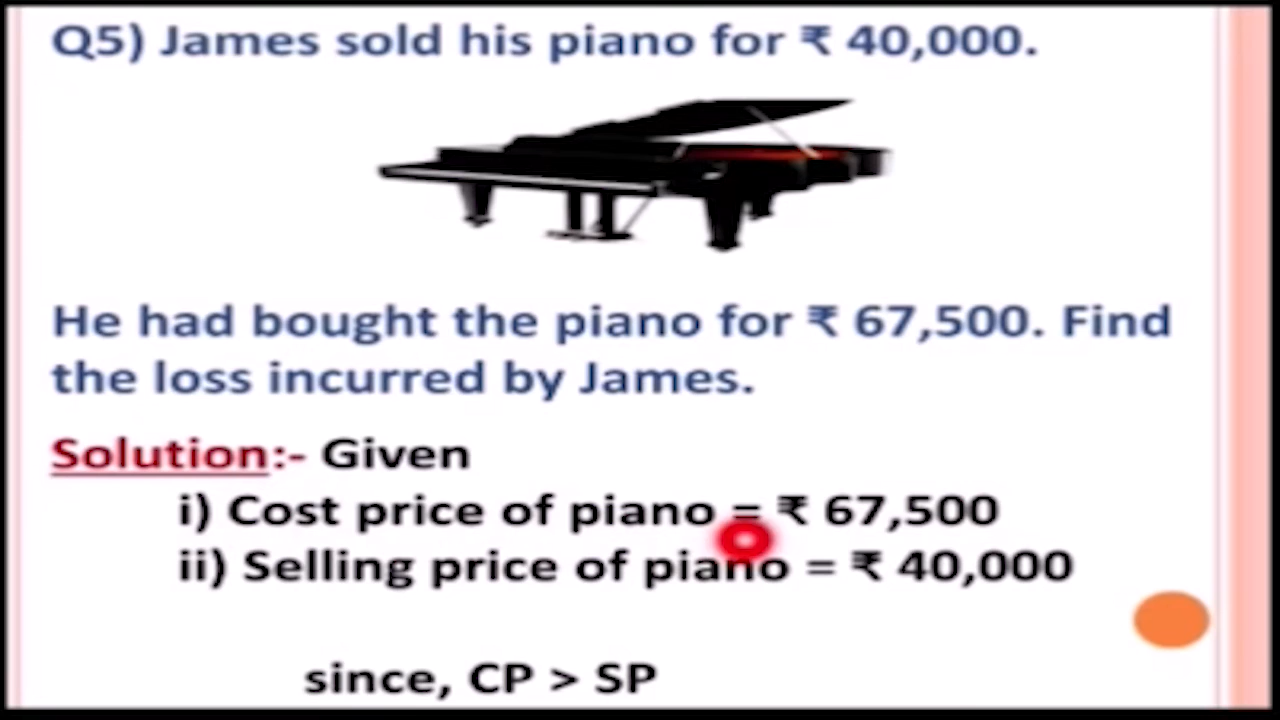 Q5) James sold his piano for ₹ 40,000.
He had bought the piano for ₹ 67,500. Find
the loss incurred by James.
Solution:- Given
i) Cost price of piano = ₹ 67,500
ii) Selling price of piano = ₹ 40,000
since, CP > SP